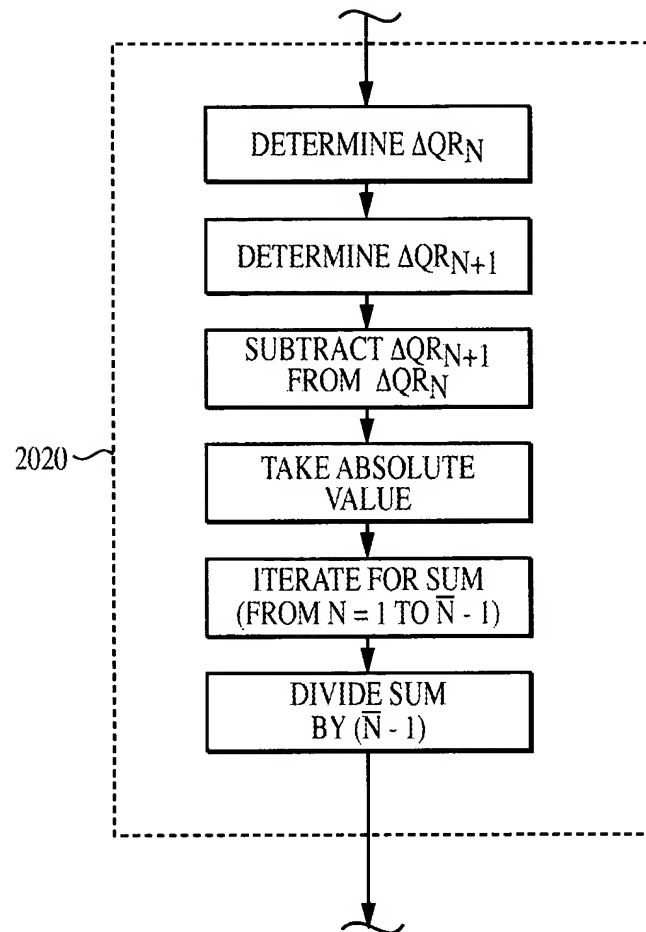 DETERMINE ΔQR_N
DETERMINE ΔQR_N+1
SUBTRACT ΔQR_N+1
FROM ΔQR_N
2020
TAKE ABSOLUTE
VALUE
ITERATE FOR SUM
(FROM N = 1 TO N̅ - 1)
DIVIDE SUM
BY (N̅ - 1)